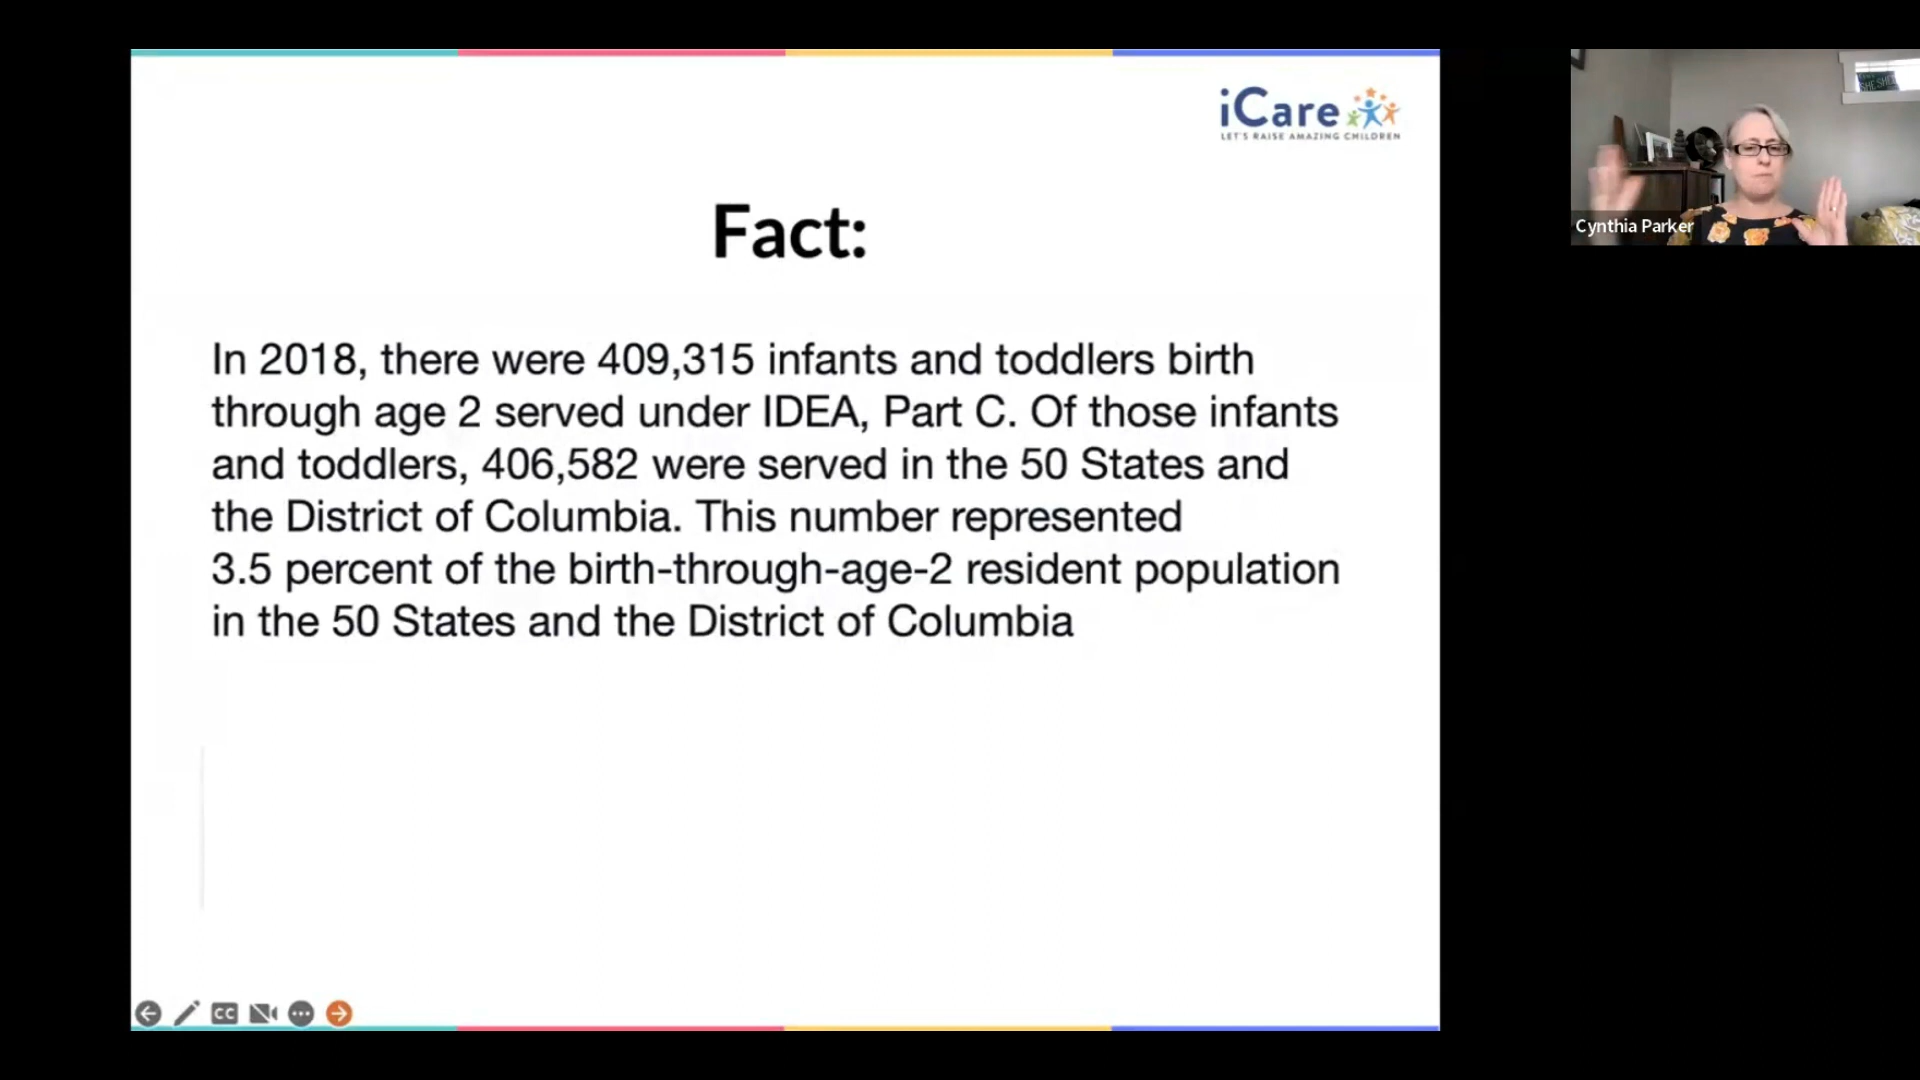 iCare
LET'S RAISE AMAZING CHILDREN
Fact:
In 2018, there were 409,315 infants and toddlers birth
through age 2 served under IDEA, Part C. Of those infants
and toddlers, 406,582 were served in the 50 States and
the District of Columbia. This number represented
3.5 percent of the birth-through-age-2 resident population
in the 50 States and the District of Columbia
CC
Cynthia Parker